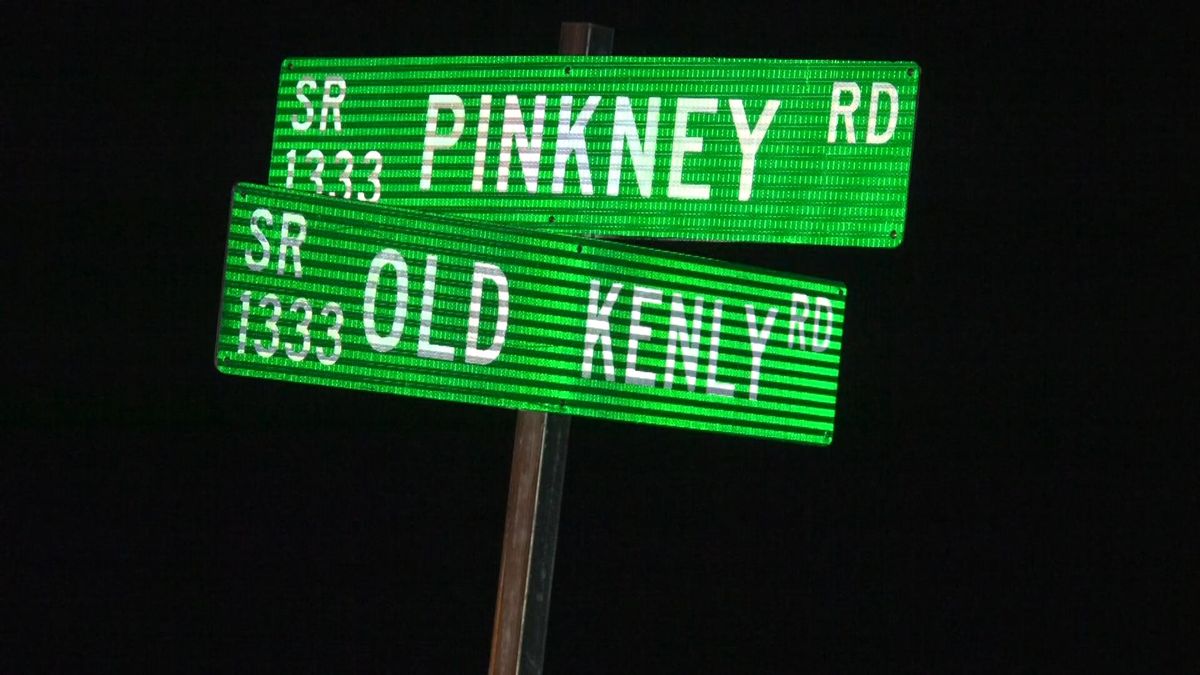 SR PINKNEY RD
1333
SR OLD KENLY RD
1333